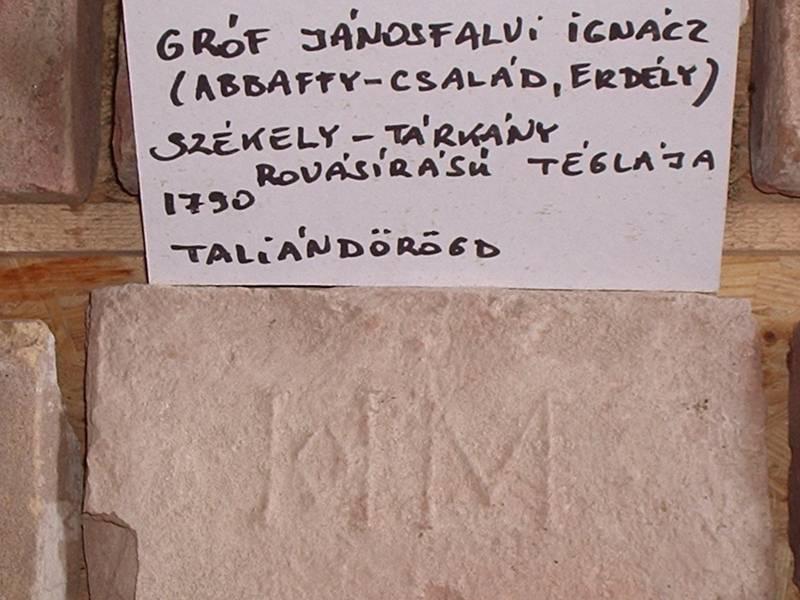 GRÓF JÁNOSFALVi iGNÁCZ
(ABBAFFY-CSALÁD, ERDÉLY)
SZÉKELY - TÁRKÁNY
ROVÁSÍRÁSÚ TÉGLÁJA
1790
TALiÁNDÖRÖGD